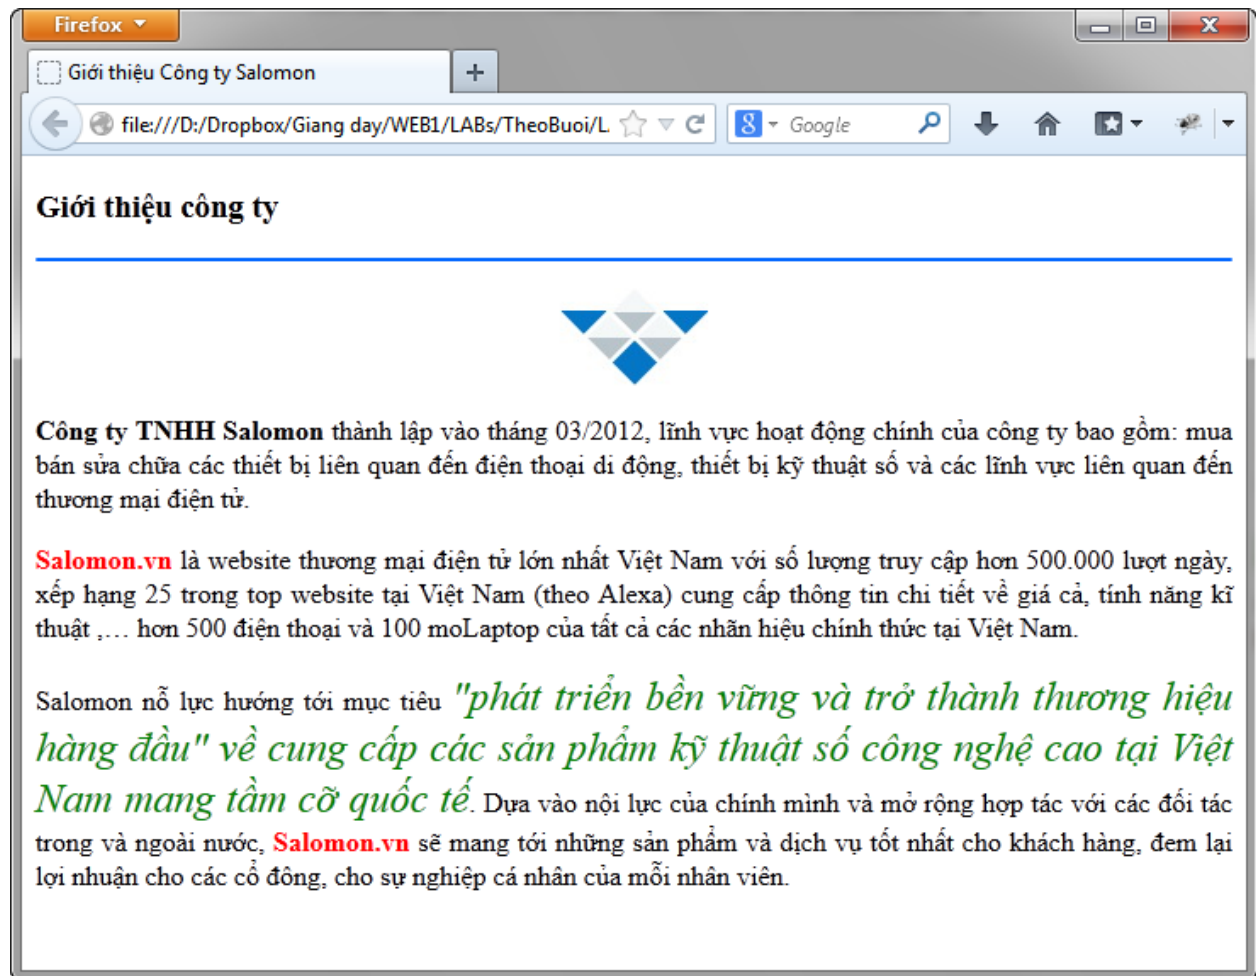 Firefox
Giới thiệu Công ty Salomon
file:///D:/Dropbox/Giang day/WEB1/LABs/TheoBuoi/L
8 Google
Giới thiệu công ty
Công ty TNHH Salomon thành lập vào tháng 03/2012, lĩnh vực hoạt động chính của công ty bao gồm: mua
bán sửa chữa các thiết bị liên quan đến điện thoại di động, thiết bị kỹ thuật số và các lĩnh vực liên quan đến
thương mại điện tử.
Salomon.vn là website thương mại điện tử lớn nhất Việt Nam với số lượng truy cập hơn 500.000 lượt ngày,
xếp hạng 25 trong top website tại Việt Nam (theo Alexa) cung cấp thông tin chi tiết về giá cả, tính năng kĩ
thuật ,… hơn 500 điện thoại và 100 moLaptop của tất cả các nhãn hiệu chính thức tại Việt Nam.
Salomon nỗ lực hướng tới mục tiêu "phát triển bền vững và trở thành thương hiệu
hàng đầu" về cung cấp các sản phẩm kỹ thuật số công nghệ cao tại Việt
Nam mang tầm cỡ quốc tế. Dựa vào nội lực của chính mình và mở rộng hợp tác với các đối tác
trong và ngoài nước, Salomon.vn sẽ mang tới những sản phẩm và dịch vụ tốt nhất cho khách hàng, đem lại
lợi nhuận cho các cổ đông, cho sự nghiệp cá nhân của mỗi nhân viên.